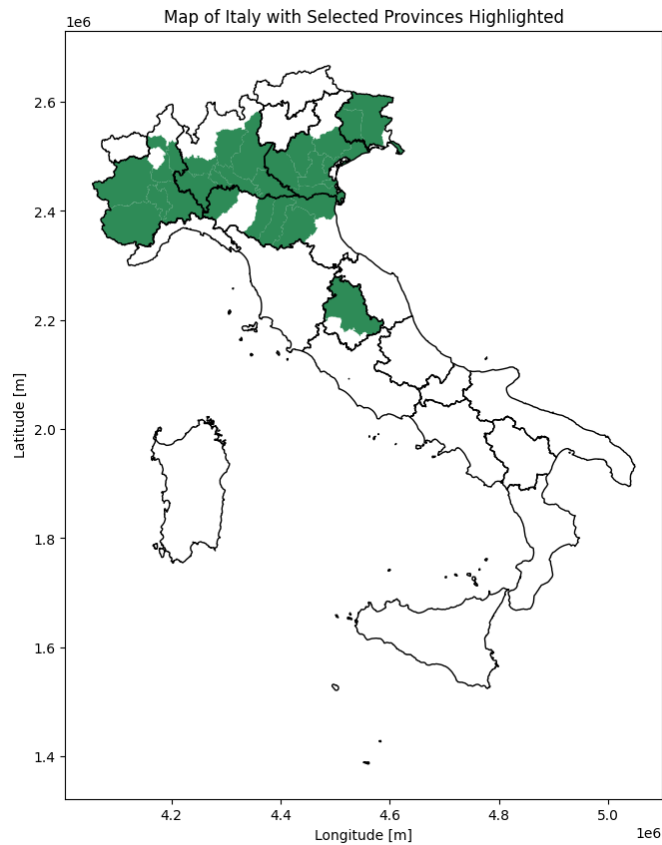 Map of Italy with Selected Provinces Highlighted
1e6
2.6
2.4
2.2
2.0
1.8
1.6
1.4
Latitude [m]
4.2 4.4 4.6 4.8 5.0
1e6
Longitude [m]